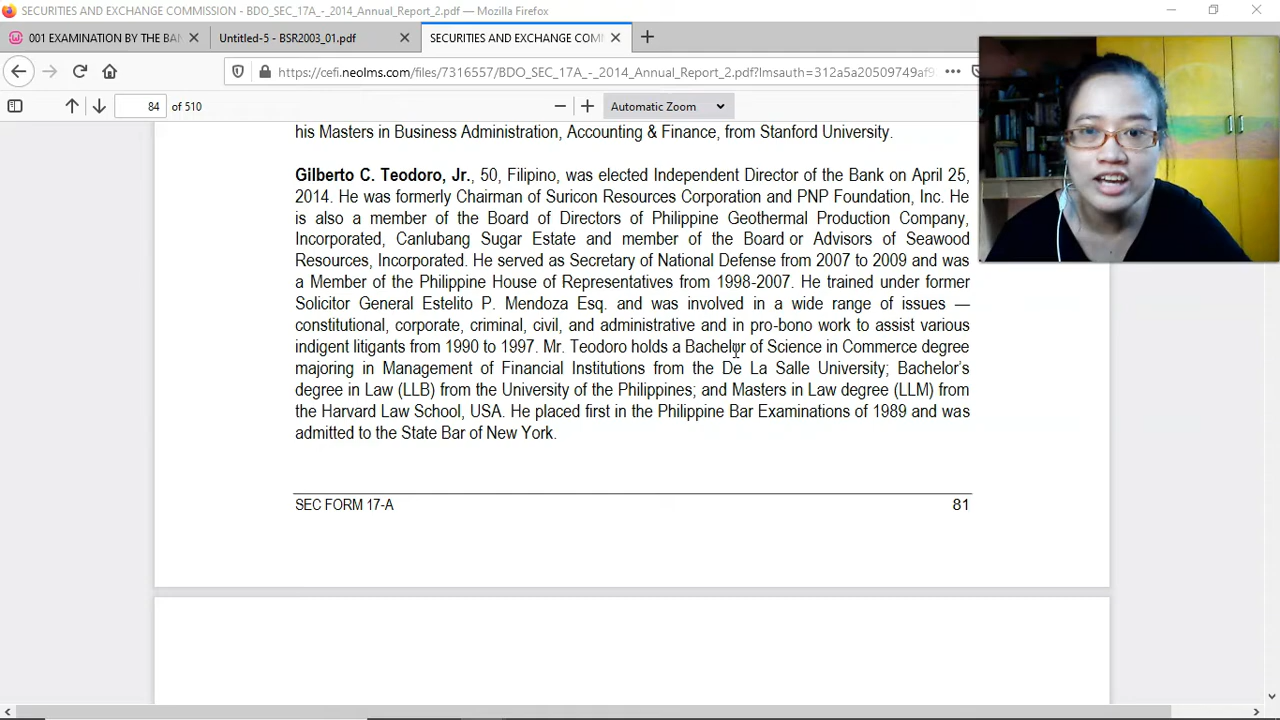 SECURITIES AND EXCHANGE COMMISSION - BDO_SEC_17A_-_2014_Annual_Report_2.pdf — Mozilla Firefox
001 EXAMINATION BY THE BAN
Untitled-5 - BSR2003_01.pdf
SECURITIES AND EXCHANGE COMM
https://cefi.neolms.com/files/7316557/BDO_SEC_17A_-_2014_Annual_Report_2.pdf?lmsauth=312a5a20509749af9
84 of 510
Automatic Zoom
his Masters in Business Administration, Accounting & Finance, from Stanford University.
Gilberto C. Teodoro, Jr., 50, Filipino, was elected Independent Director of the Bank on April 25,
2014. He was formerly Chairman of Suricon Resources Corporation and PNP Foundation, Inc. He
is also a member of the Board of Directors of Philippine Geothermal Production Company,
Incorporated, Canlubang Sugar Estate and member of the Board or Advisors of Seawood
Resources, Incorporated. He served as Secretary of National Defense from 2007 to 2009 and was
a Member of the Philippine House of Representatives from 1998-2007. He trained under former
Solicitor General Estelito P. Mendoza Esq. and was involved in a wide range of issues —
constitutional, corporate, criminal, civil, and administrative and in pro-bono work to assist various
indigent litigants from 1990 to 1997. Mr. Teodoro holds a Bachelor of Science in Commerce degree
majoring in Management of Financial Institutions from the De La Salle University; Bachelor's
degree in Law (LLB) from the University of the Philippines; and Masters in Law degree (LLM) from
the Harvard Law School, USA. He placed first in the Philippine Bar Examinations of 1989 and was
admitted to the State Bar of New York.
SEC FORM 17-A 81